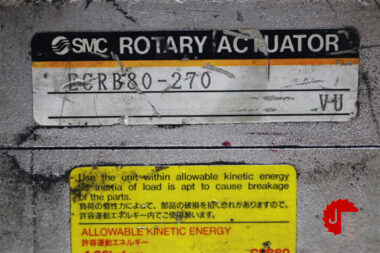 SMC ROTARY ACTUATOR
ECRB80-270
VU
Use the unit within allowable kinetic energy
inertia of load is apt to cause breakage
of the parts.
負荷の慣性力によって、部品の破損を招く恐れがありますので、
許容運動エネルギー内でご使用願います。
ALLOWABLE KINETIC ENERGY
許容運動エネルギー